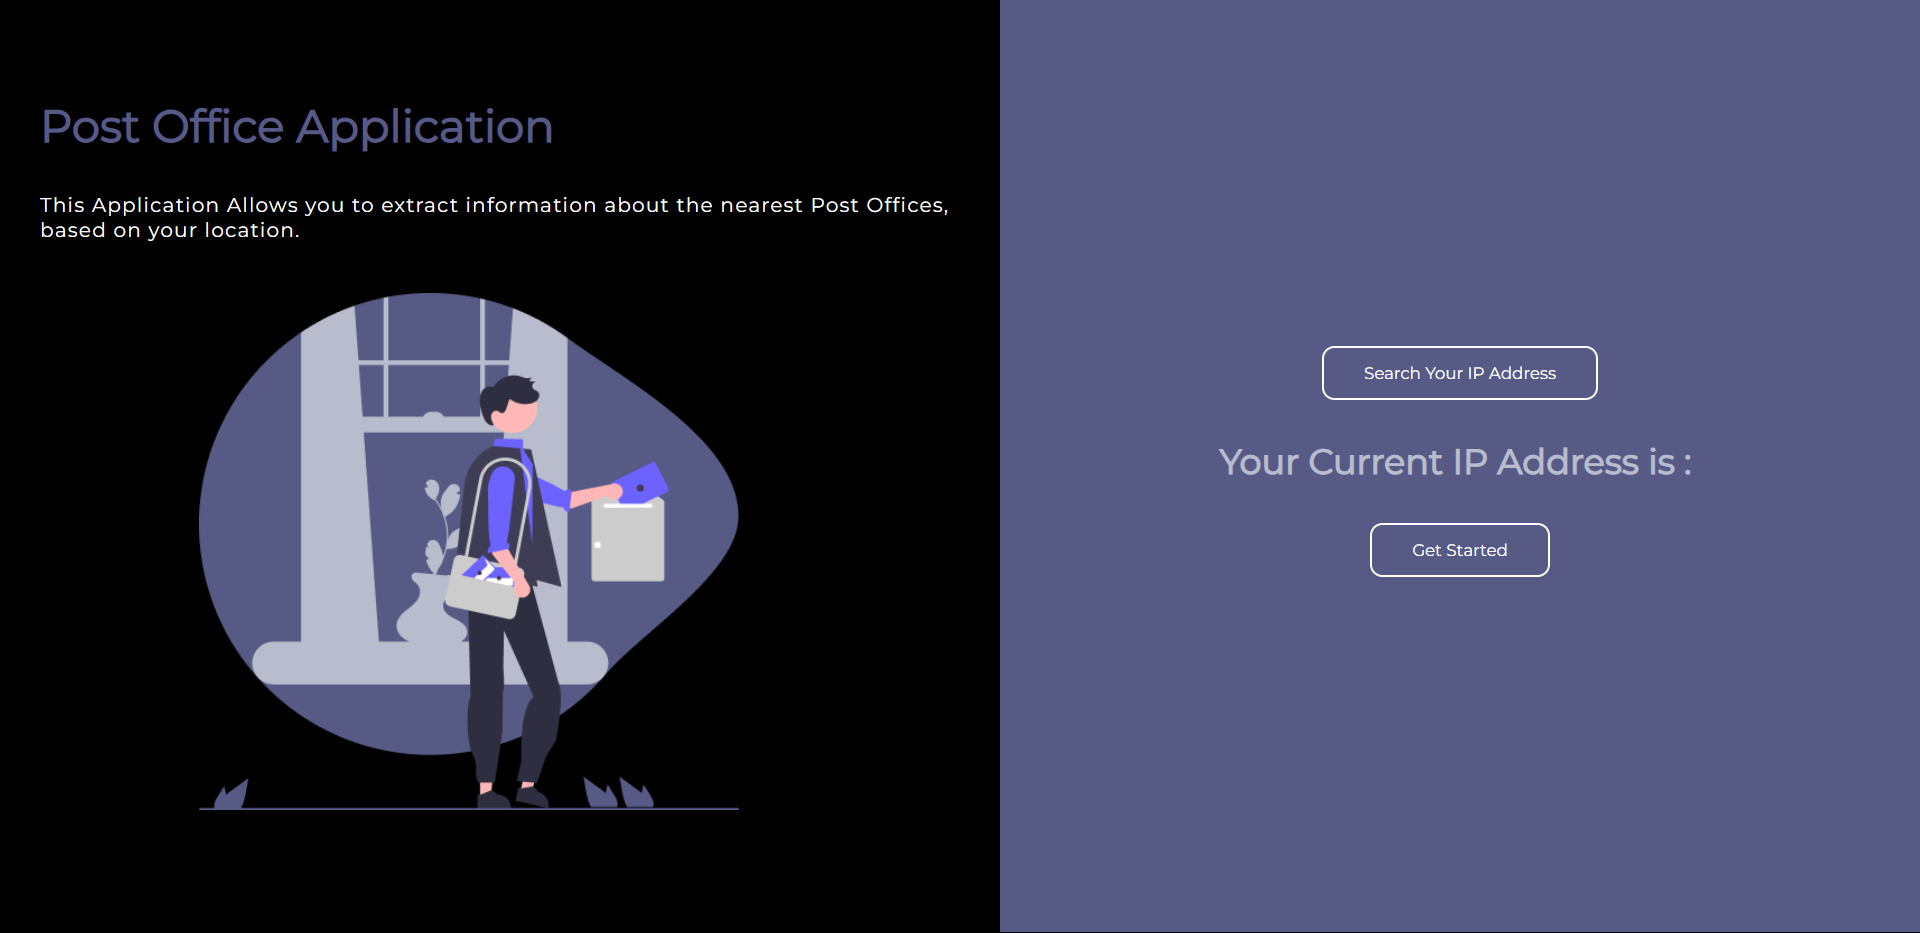 Post Office Application
This Application Allows you to extract information about the nearest Post Offices,
based on your location.
Search Your IP Address
Your Current IP Address is :
Get Started